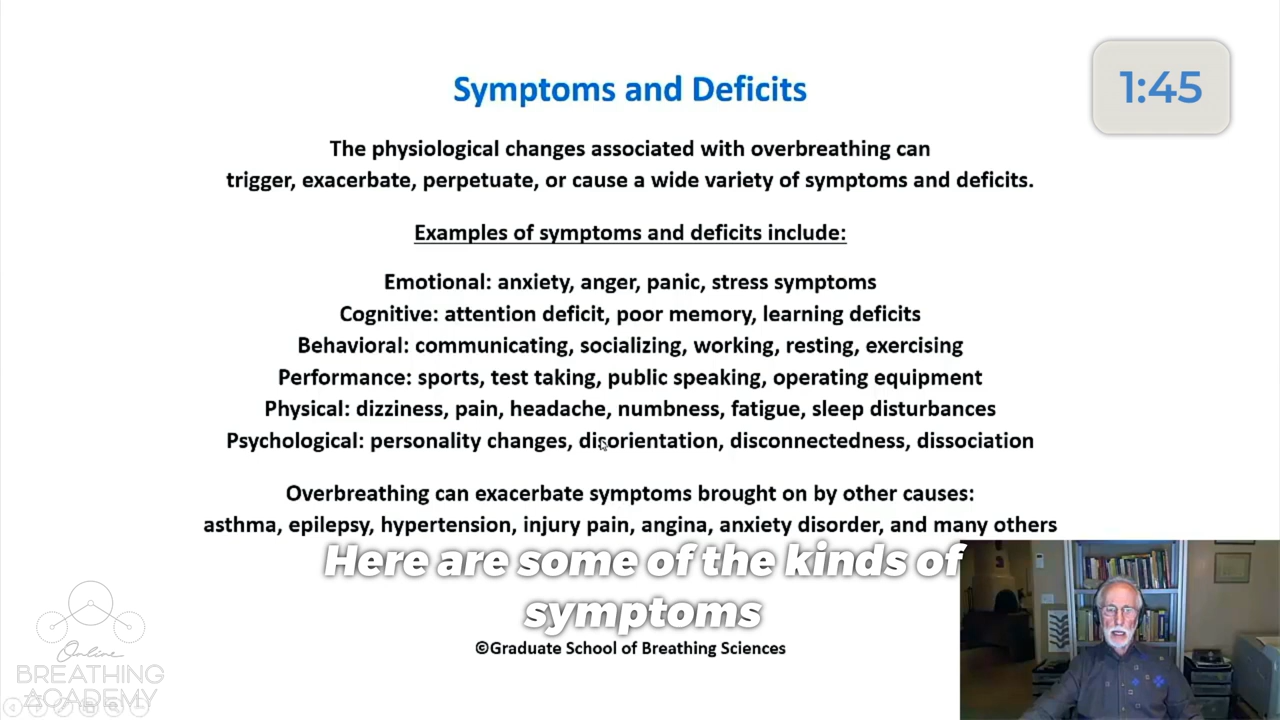 Symptoms and Deficits
1:45
The physiological changes associated with overbreathing can
trigger, exacerbate, perpetuate, or cause a wide variety of symptoms and deficits.
Examples of symptoms and deficits include:
Emotional: anxiety, anger, panic, stress symptoms
Cognitive: attention deficit, poor memory, learning deficits
Behavioral: communicating, socializing, working, resting, exercising
Performance: sports, test taking, public speaking, operating equipment
Physical: dizziness, pain, headache, numbness, fatigue, sleep disturbances
Psychological: personality changes, disorientation, disconnectedness, dissociation
Overbreathing can exacerbate symptoms brought on by other causes:
asthma, epilepsy, hypertension, injury pain, angina, anxiety disorder, and many others
Here are some of the kinds of
symptoms
©Graduate School of Breathing Sciences
Online
BREATHING
ACADEMY